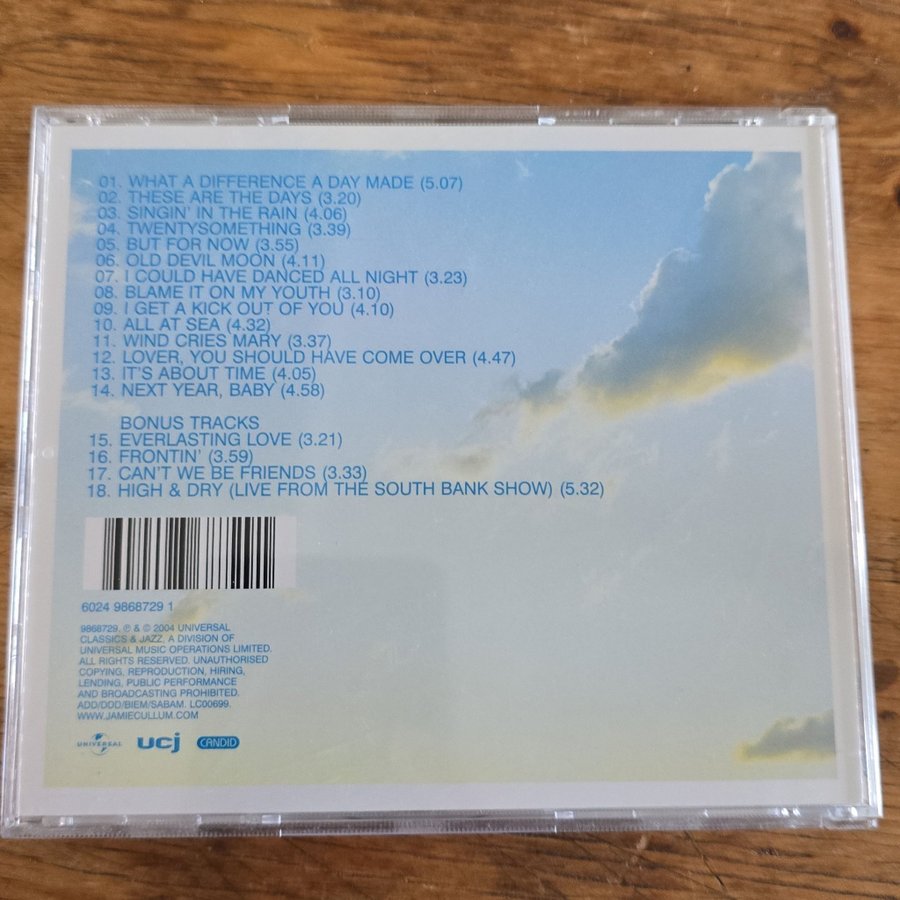 01. WHAT A DIFFERENCE A DAY MADE (5.07)
02. THESE ARE THE DAYS (3.20)
03. SINGIN' IN THE RAIN (4.06)
04. TWENTYSOMETHING (3.39)
05. BUT FOR NOW (3.55)
06. OLD DEVIL MOON (4.11)
07. I COULD HAVE DANCED ALL NIGHT (3.23)
08. BLAME IT ON MY YOUTH (3.10)
09. I GET A KICK OUT OF YOU (4.10)
10. ALL AT SEA (4.32)
11. WIND CRIES MARY (3.37)
12. LOVER, YOU SHOULD HAVE COME OVER (4.47)
13. IT'S ABOUT TIME (4.05)
14. NEXT YEAR, BABY (4.58)
BONUS TRACKS
15. EVERLASTING LOVE (3.21)
16. FRONTIN' (3.59)
17. CAN'T WE BE FRIENDS (3.33)
18. HIGH & DRY (LIVE FROM THE SOUTH BANK SHOW) (5.32)
6024 9868729 1
9868729. ℗ & © 2004 UNIVERSAL
CLASSICS & JAZZ, A DIVISION OF
UNIVERSAL MUSIC OPERATIONS LIMITED.
ALL RIGHTS RESERVED. UNAUTHORISED
COPYING, REPRODUCTION, HIRING,
LENDING, PUBLIC PERFORMANCE
AND BROADCASTING PROHIBITED.
ADD/DDD/BIEM/SABAM. LC00699.
WWW.JAMIECULLUM.COM
UNIVERSAL ucj CANDID